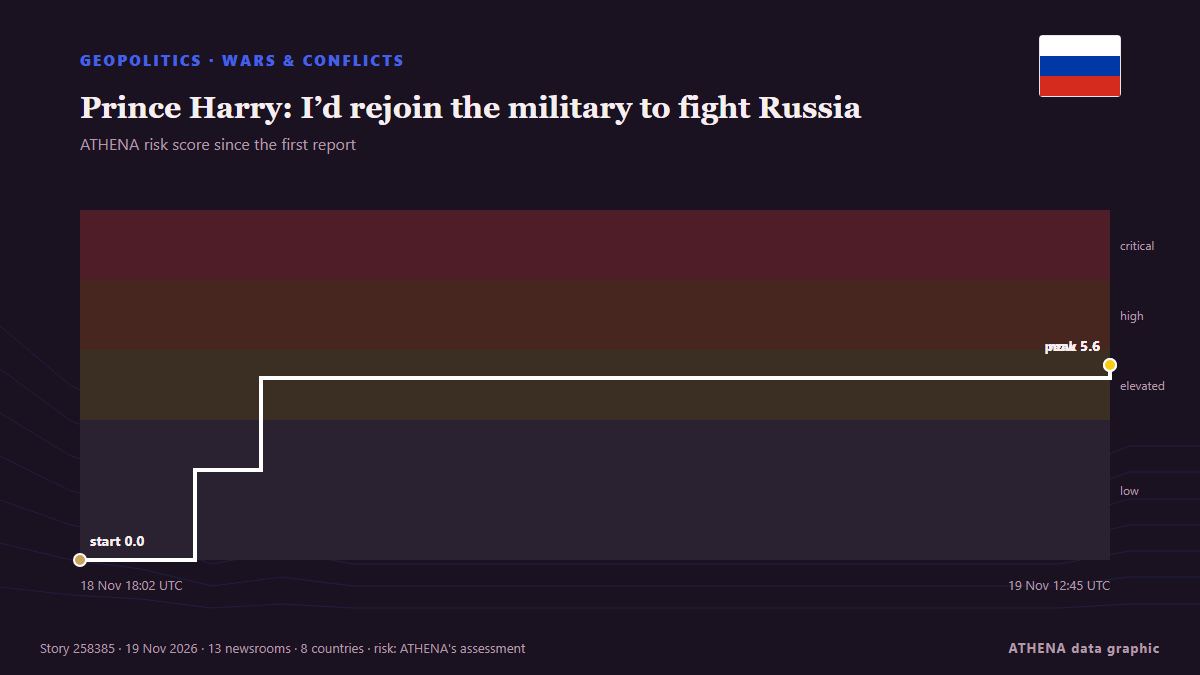 GEOPOLITICS · WARS & CONFLICTS
Prince Harry: I’d rejoin the military to fight Russia
ATHENA risk score since the first report
critical
high
peak 5.6
elevated
low
start 0.0
18 Nov 18:02 UTC
19 Nov 12:45 UTC
Story 258385 · 19 Nov 2026 · 13 newsrooms · 8 countries · risk: ATHENA's assessment
ATHENA data graphic